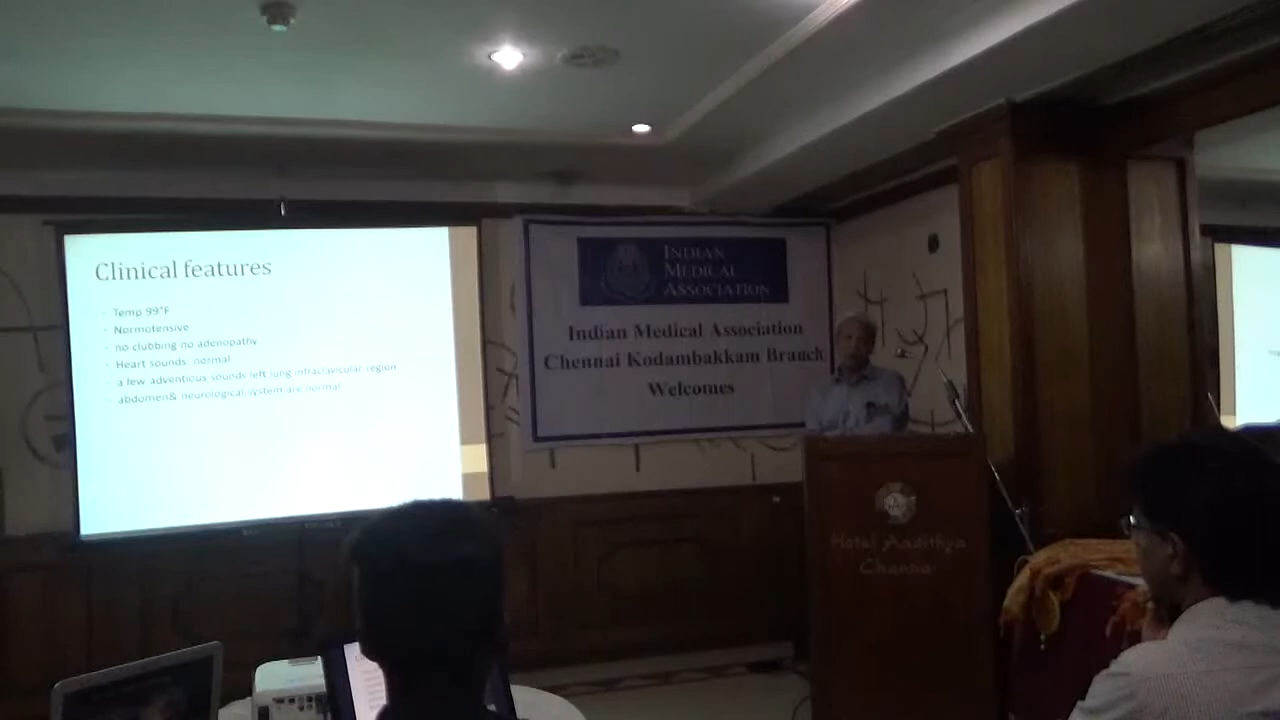 Clinical features
Temp 99°F
Normotensive
no clubbing no adenopathy
Heart sounds: normal
a few adventious sounds left lung infraclavicular region
abdomen& neurological system are normal
INDIAN
MEDICAL
ASSOCIATION
Indian Medical Association
Chennai Kodambakkam Branch
Welcomes
Hotel Aadithya
Chennai